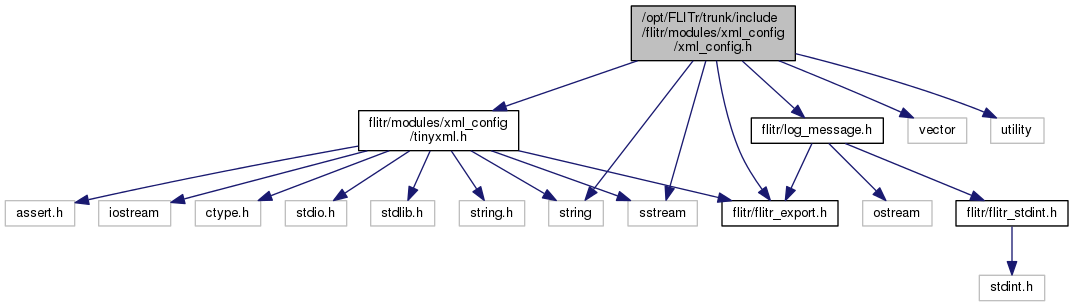 /opt/FLITr/trunk/include
/flitr/modules/xml_config
/xml_config.h
flitr/modules/xml_config
/tinyxml.h
flitr/log_message.h
vector
utility
assert.h
iostream
ctype.h
stdio.h
stdlib.h
string.h
string
sstream
flitr/flitr_export.h
ostream
flitr/flitr_stdint.h
stdint.h